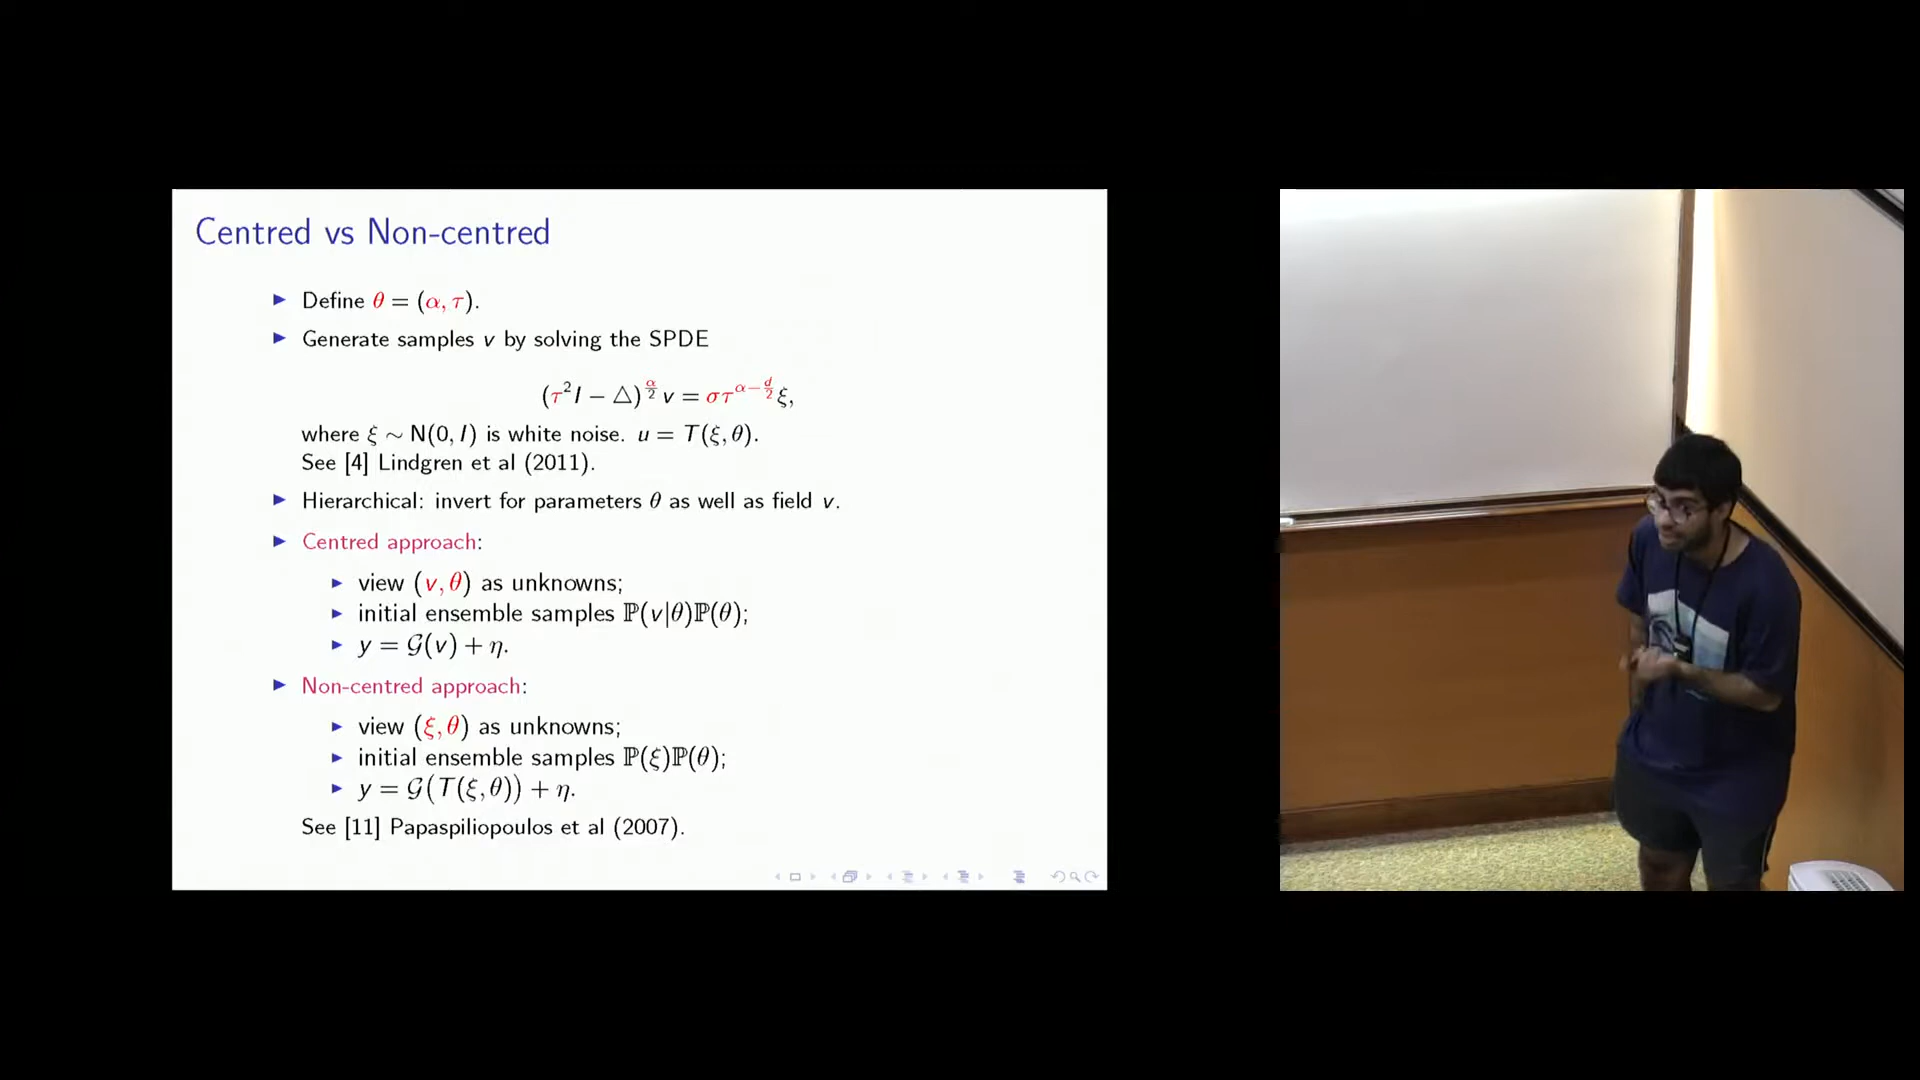 Centred vs Non-centred
Define θ = (α, τ).
Generate samples v by solving the SPDE
(τ²I − △)^{α/2} v = στ^{α−d/2} ξ,
where ξ ∼ N(0, I) is white noise. u = T(ξ, θ).
See [4] Lindgren et al (2011).
Hierarchical: invert for parameters θ as well as field v.
Centred approach:
view (v, θ) as unknowns;
initial ensemble samples ℙ(v|θ)ℙ(θ);
y = 𝒢(v) + η.
Non-centred approach:
view (ξ, θ) as unknowns;
initial ensemble samples ℙ(ξ)ℙ(θ);
y = 𝒢(T(ξ, θ)) + η.
See [11] Papaspiliopoulos et al (2007).